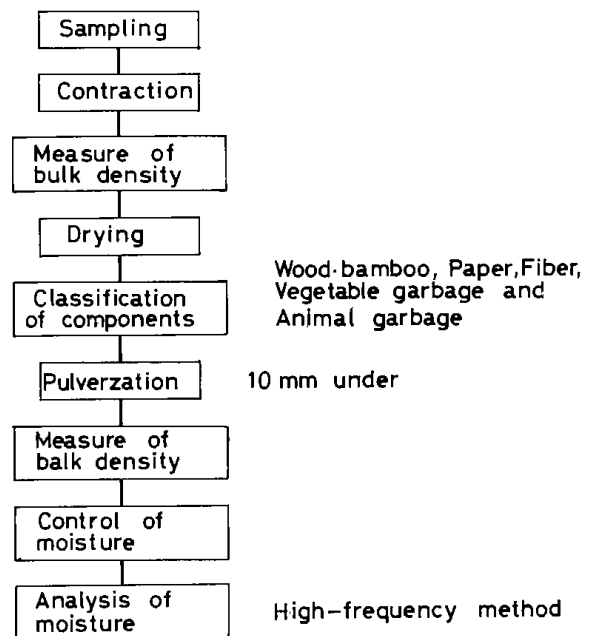 Sampling
Contraction
Measure of
bulk density
Drying
Classification
of components
Wood·bamboo, Paper,Fiber,
Vegetable garbage and
Animal garbage
Pulverzation
10 mm under
Measure of
balk density
Control of
moisture
Analysis of
moisture
High-frequency method